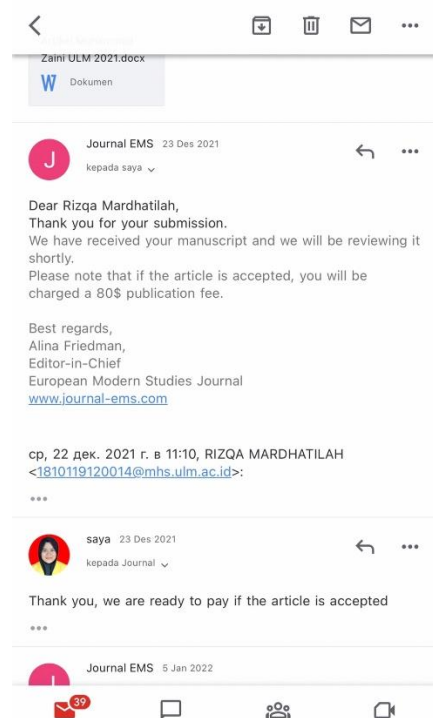 Zaini ULM 2021.docx
W Dokumen
J
Journal EMS 23 Des 2021
kepada saya
Dear Rizqa Mardhatilah,
Thank you for your submission.
We have received your manuscript and we will be reviewing it
shortly.
Please note that if the article is accepted, you will be
charged a 80$ publication fee.
Best regards,
Alina Friedman,
Editor-in-Chief
European Modern Studies Journal
www.journal-ems.com
ср, 22 дек. 2021 г. в 11:10, RIZQA MARDHATILAH
<1810119120014@mhs.ulm.ac.id>:
saya 23 Des 2021
kepada Journal
Thank you, we are ready to pay if the article is accepted
Journal EMS 5 Jan 2022
39